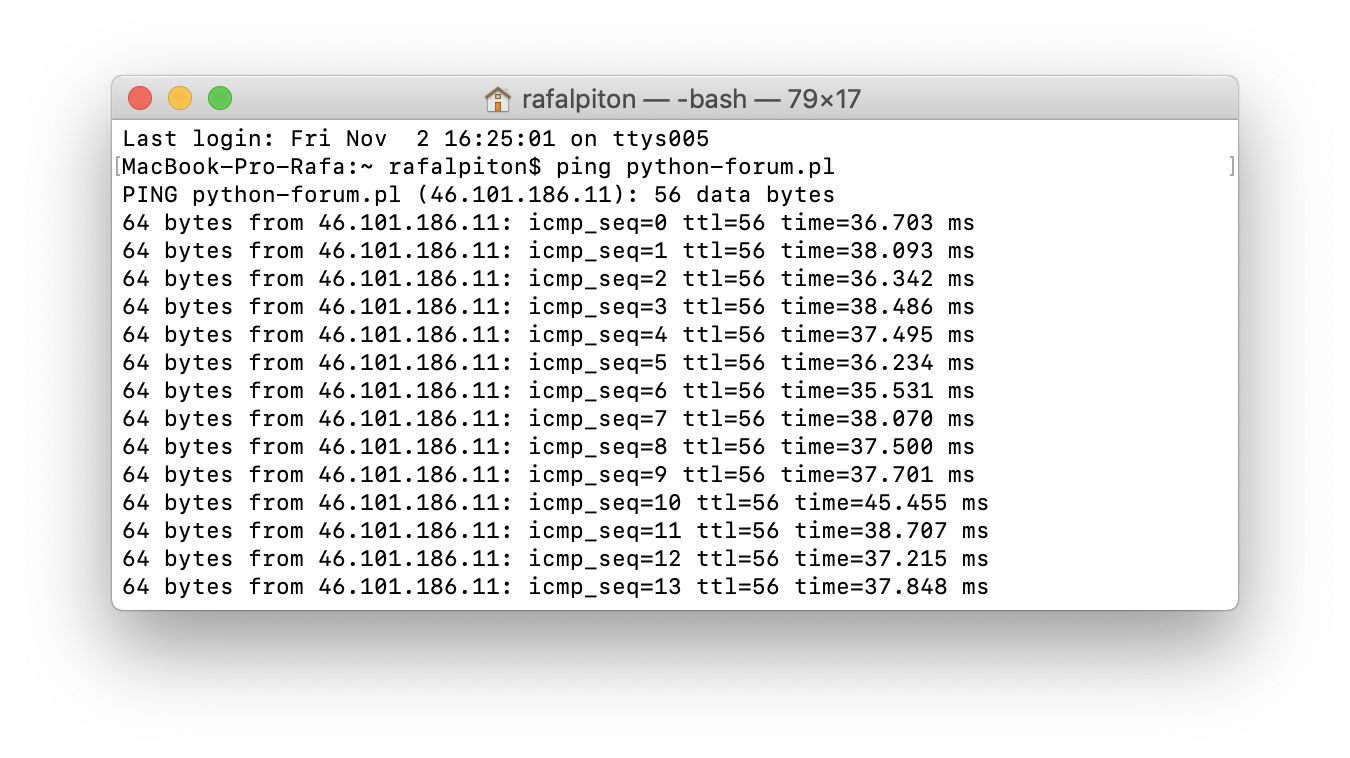 rafalpiton — -bash — 79×17
Last login: Fri Nov  2 16:25:01 on ttys005
[MacBook-Pro-Rafa:~ rafalpiton$ ping python-forum.pl ]
PING python-forum.pl (46.101.186.11): 56 data bytes
64 bytes from 46.101.186.11: icmp_seq=0 ttl=56 time=36.703 ms
64 bytes from 46.101.186.11: icmp_seq=1 ttl=56 time=38.093 ms
64 bytes from 46.101.186.11: icmp_seq=2 ttl=56 time=36.342 ms
64 bytes from 46.101.186.11: icmp_seq=3 ttl=56 time=38.486 ms
64 bytes from 46.101.186.11: icmp_seq=4 ttl=56 time=37.495 ms
64 bytes from 46.101.186.11: icmp_seq=5 ttl=56 time=36.234 ms
64 bytes from 46.101.186.11: icmp_seq=6 ttl=56 time=35.531 ms
64 bytes from 46.101.186.11: icmp_seq=7 ttl=56 time=38.070 ms
64 bytes from 46.101.186.11: icmp_seq=8 ttl=56 time=37.500 ms
64 bytes from 46.101.186.11: icmp_seq=9 ttl=56 time=37.701 ms
64 bytes from 46.101.186.11: icmp_seq=10 ttl=56 time=45.455 ms
64 bytes from 46.101.186.11: icmp_seq=11 ttl=56 time=38.707 ms
64 bytes from 46.101.186.11: icmp_seq=12 ttl=56 time=37.215 ms
64 bytes from 46.101.186.11: icmp_seq=13 ttl=56 time=37.848 ms